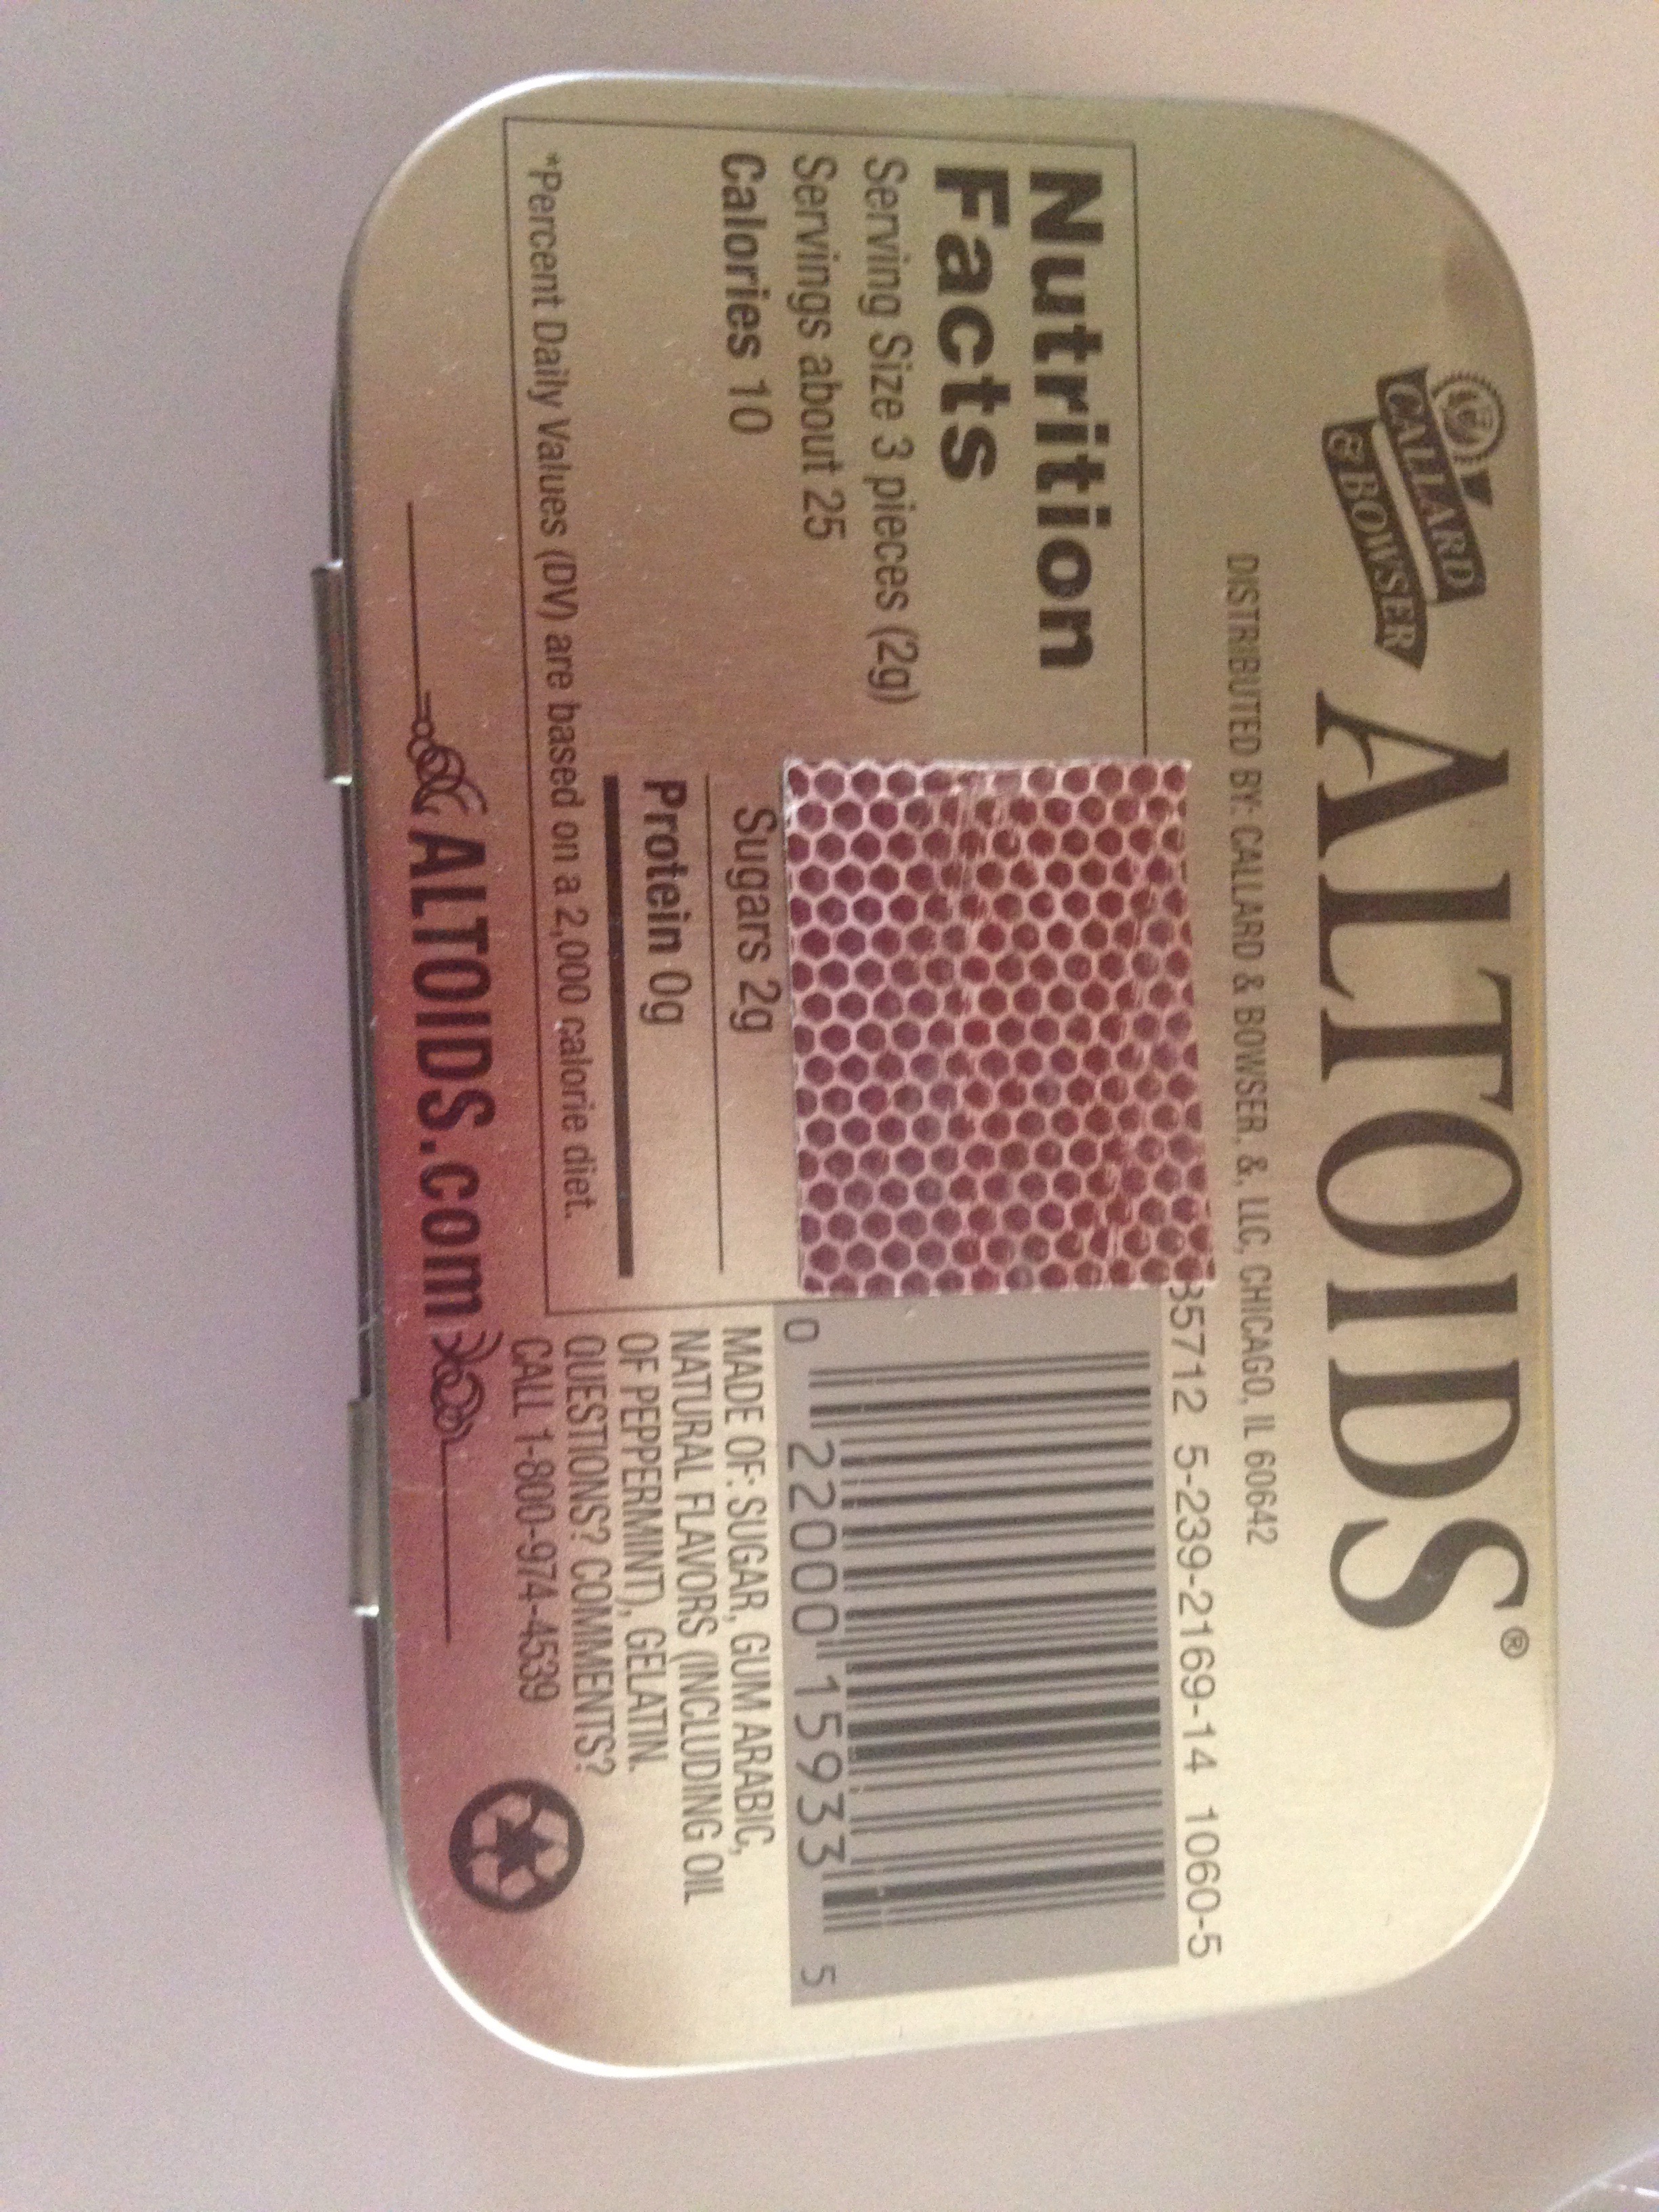 CALLARD
& BOWSER
ALTOIDS®
DISTRIBUTED BY: CALLARD & BOWSER, &, LLC, CHICAGO, IL 60642
Nutrition
Facts
Serving Size 3 pieces (2g)
Servings about 25
Calories 10
Sugars 2g
Protein 0g
*Percent Daily Values (DV) are based on a 2,000 calorie diet.
35712 5-239-2169-14 1060-5
0 22000 15933 5
MADE OF: SUGAR, GUM ARABIC,
NATURAL FLAVORS (INCLUDING OIL
OF PEPPERMINT), GELATIN.
QUESTIONS? COMMENTS?
CALL 1-800-974-4539
ALTOIDS.com